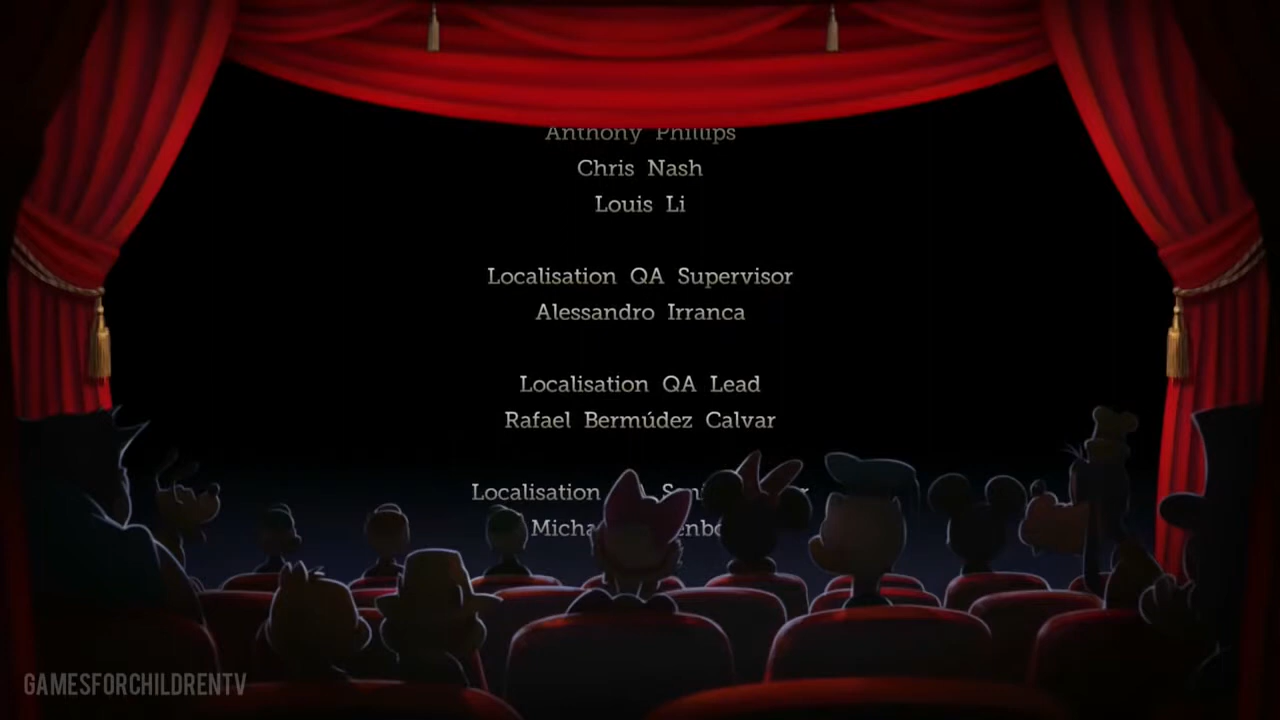 Anthony Phillips
Chris Nash
Louis Li
Localisation QA Supervisor
Alessandro Irranca
Localisation QA Lead
Rafael Bermúdez Calvar
Localisation
GAMESFORCHILDRENTV